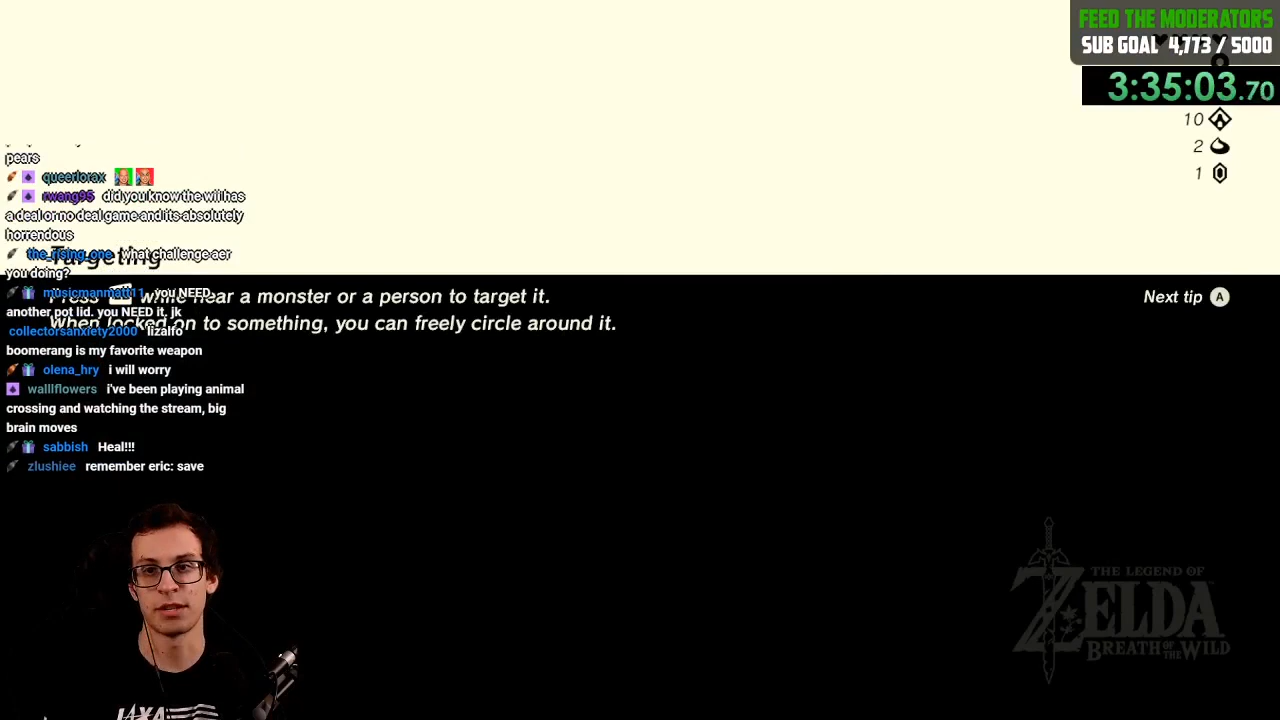 FEED THE MODERATORS
SUB GOAL 4,773 / 5000
3:35:03.70
10
2
1
pears
queerlorax
rwang95 did you know the wii has
a deal or no deal game and its absolutely
horrendous
the_rising_one what challenge aer
you doing?
Targeting
musicmanmatt11 you NEED
another pot lid. you NEED it. jk
Press while near a monster or a person to target it.
When locked on to something, you can freely circle around it.
Next tip A
collectorsanxiety2000 lizalfo
boomerang is my favorite weapon
olena_hry i will worry
walllflowers i've been playing animal
crossing and watching the stream, big
brain moves
sabbish Heal!!!
zlushiee remember eric: save
THE LEGEND OF
ZELDA
BREATH OF THE WILD
JAXA